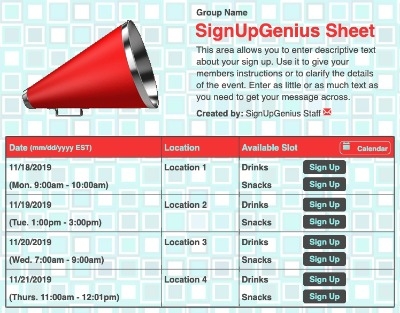 Group Name
SignUpGenius Sheet
This area allows you to enter descriptive text
about your sign up. Use it to give your
members instructions or to clarify the details
of the event. Enter as little or as much text as
you need to get your message across.
Created by: SignUpGenius Staff
Date (mm/dd/yyyy EST) Location Available Slot Calendar
11/18/2019 Location 1 Drinks Sign Up
(Mon. 9:00am - 10:00am) Snacks Sign Up
11/19/2019 Location 2 Drinks Sign Up
(Tue. 1:00pm - 3:00pm) Snacks Sign Up
11/20/2019 Location 3 Drinks Sign Up
(Wed. 7:00am - 9:00am) Snacks Sign Up
11/21/2019 Location 4 Drinks Sign Up
(Thurs. 11:00am - 12:01pm) Snacks Sign Up